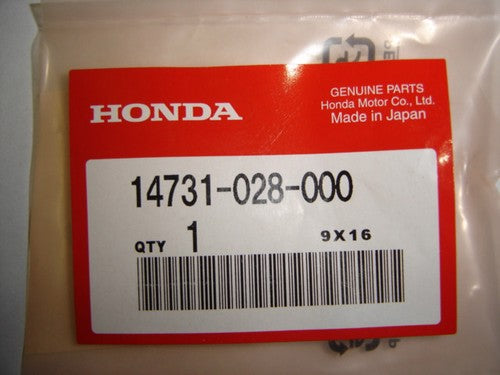 HONDA
GENUINE PARTS
Honda Motor Co., Ltd.
Made in Japan
14731-028-000
QTY 1 9X16